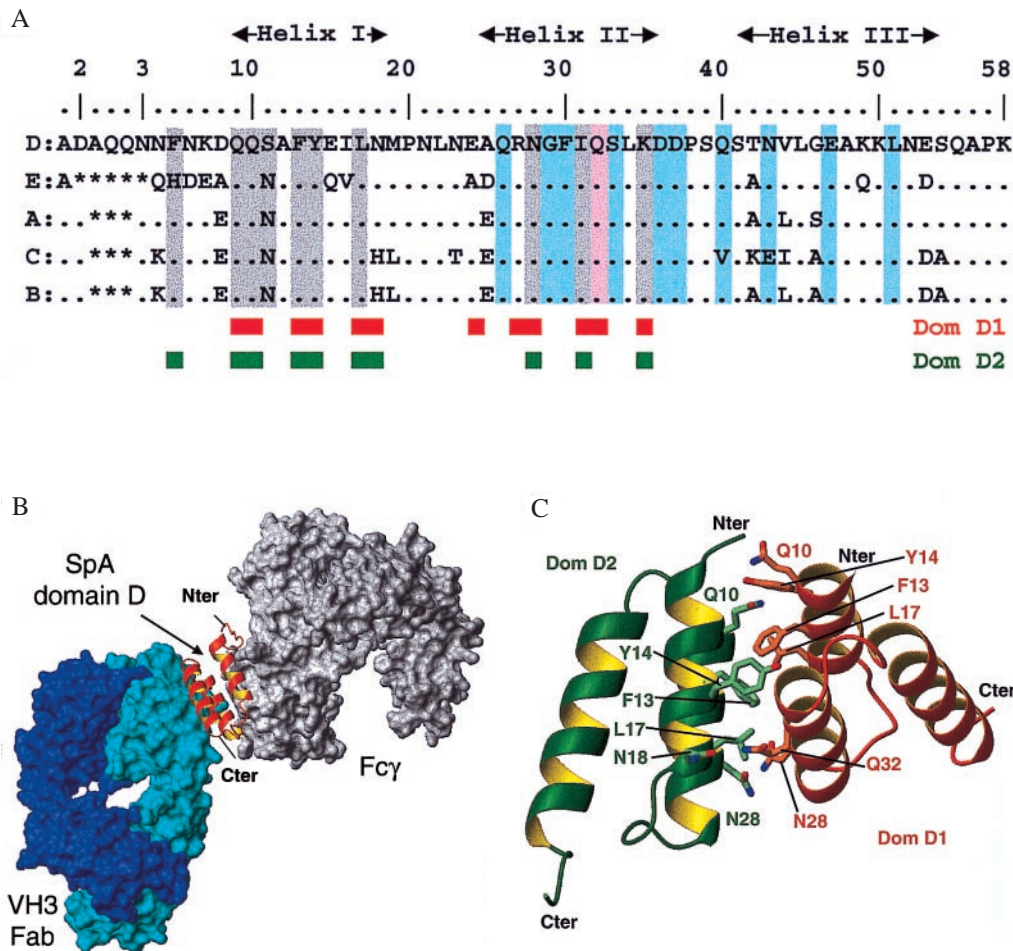 A
Helix I Helix II Helix III
2 3 10 20 30 40 50 58
D:ADAQQNNFNKDQQSAFYEILNMPNLNEAQRNGFIQSLKDDPSQSTNVLGEAKKLNESQAPK
E:A*****QHDEA..N...QV.......AD................A......Q...D.....
A:..***.....E..N.............E................A.L.S............
C:..***.K...E..N......HL...T.E..............V.KEI.A......DA....
B:..***.K...E..N......HL.....E................A.L.A......DA....
Dom D1
Dom D2
B
SpA
domain D
Nter
Cter
Fcγ
VH3
Fab
C
Nter
Dom D2
Q10
Nter
Y14
F13
L17
Q10
Y14
F13
L17
N18
N28
Cter
Q32
N28
Dom D1
Cter